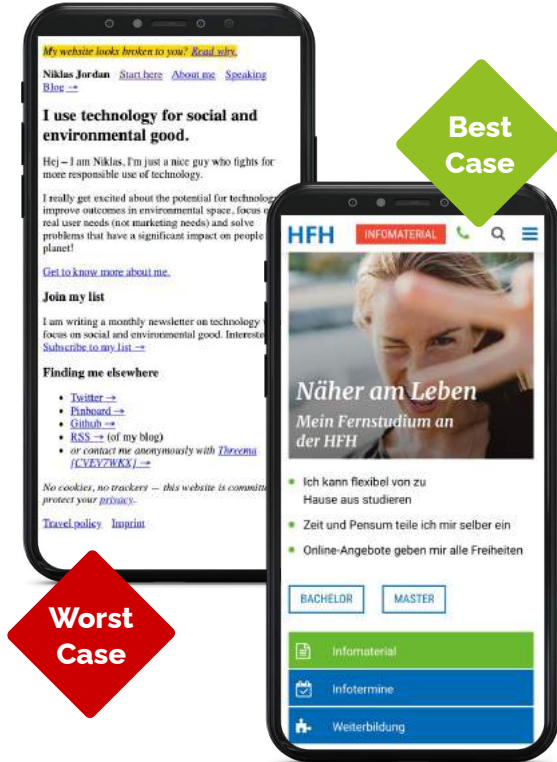 My website looks broken to you? Read why.
Niklas Jordan Start here About me Speaking
Blog →
I use technology for social and
environmental good.
Hej – I am Niklas, I'm just a nice guy who fights for
more responsible use of technology.
I really get excited about the potential for technology
improve outcomes in environmental space, focus
real user needs (not marketing needs) and solve
problems that have a significant impact on people
planet!
Get to know more about me.
Join my list
I am writing a monthly newsletter on technology
focus on social and environmental good.
Subscribe to my list →
Finding me elsewhere
Twitter →
Pinboard →
Github →
RSS → (of my blog)
or contact me anonymously with Threema
[CVEY7WKX] →
No cookies, no trackers — this website is
protect your privacy.
Travel policy Imprint
Worst
Case
Best
Case
HFH INFOMATERIAL
Näher am Leben
Mein Fernstudium an
der HFH
Ich kann flexibel von zu
Hause aus studieren
Zeit und Pensum teile ich mir selber ein
Online-Angebote geben mir alle Freiheiten
BACHELOR MASTER
Infomaterial
Infotermine
Weiterbildung